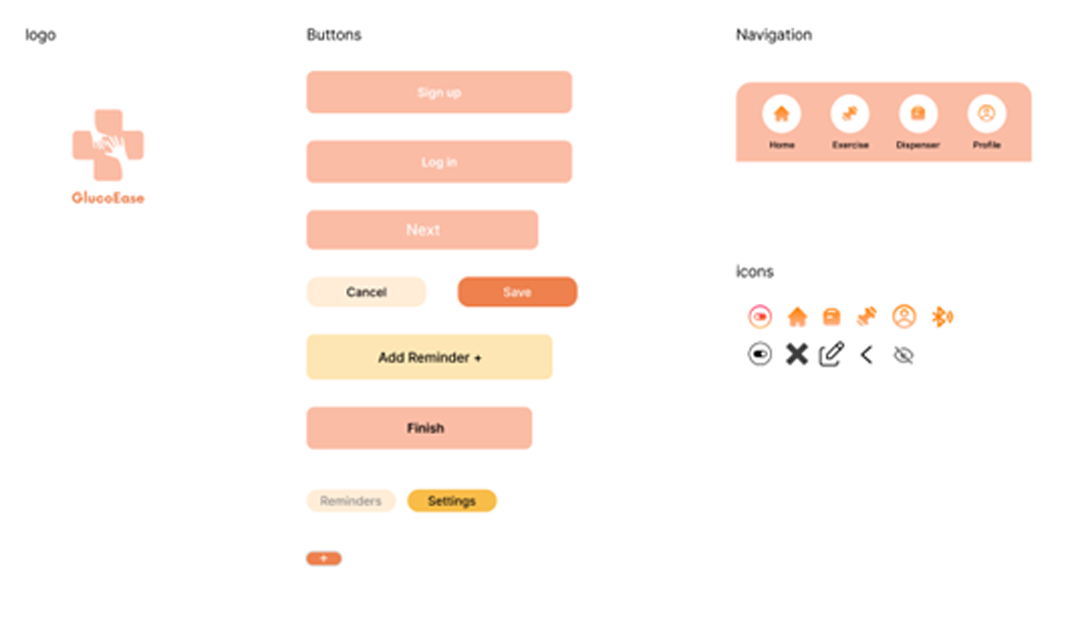 logo
GlucoEase
Buttons
Sign up
Log in
Next
Cancel Save
Add Reminder +
Finish
Reminders Settings
+
Navigation
Home Exercise Dispenser Profile
icons